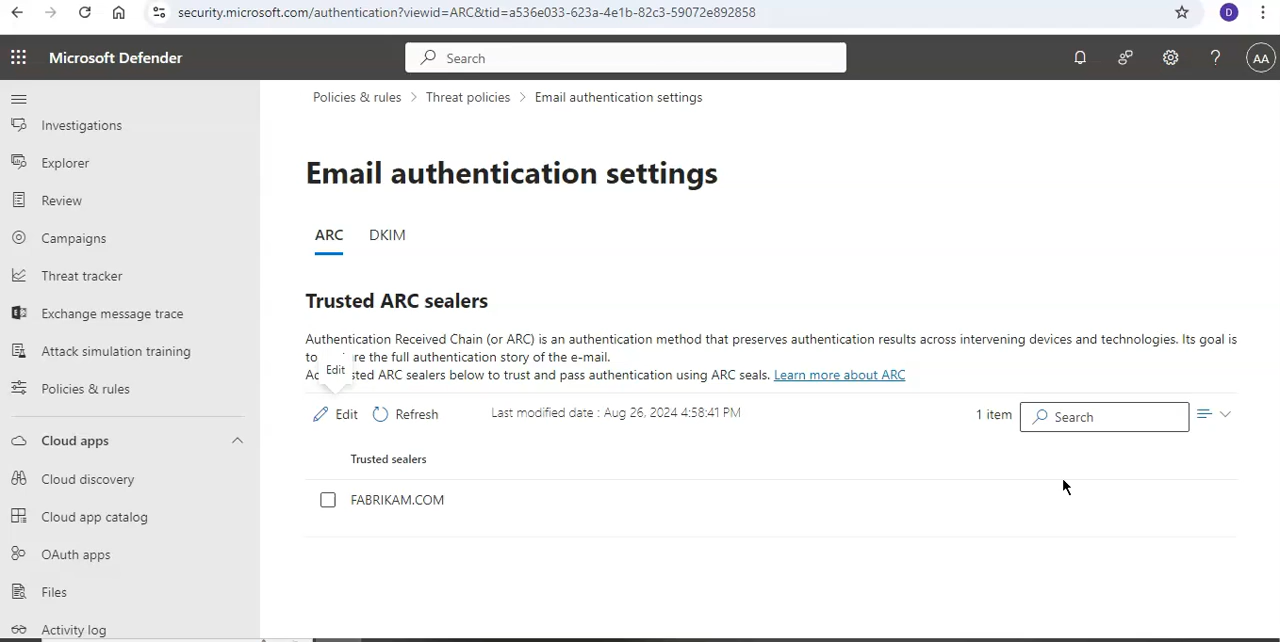 security.microsoft.com/authentication?viewid=ARC&tid=a536e033-623a-4e1b-82c3-59072e892858
D
Microsoft Defender
Search
AA
Policies & rules > Threat policies > Email authentication settings
Investigations
Explorer
Review
Campaigns
Threat tracker
Exchange message trace
Attack simulation training
Policies & rules
Cloud apps
Cloud discovery
Cloud app catalog
OAuth apps
Files
Activity log
Email authentication settings
ARC DKIM
Trusted ARC sealers
Authentication Received Chain (or ARC) is an authentication method that preserves authentication results across intervening devices and technologies. Its goal is
to re the full authentication story of the e-mail.
sted ARC sealers below to trust and pass authentication using ARC seals. Learn more about ARC
Edit
Edit Refresh Last modified date : Aug 26, 2024 4:58:41 PM 1 item Search
Trusted sealers
FABRIKAM.COM